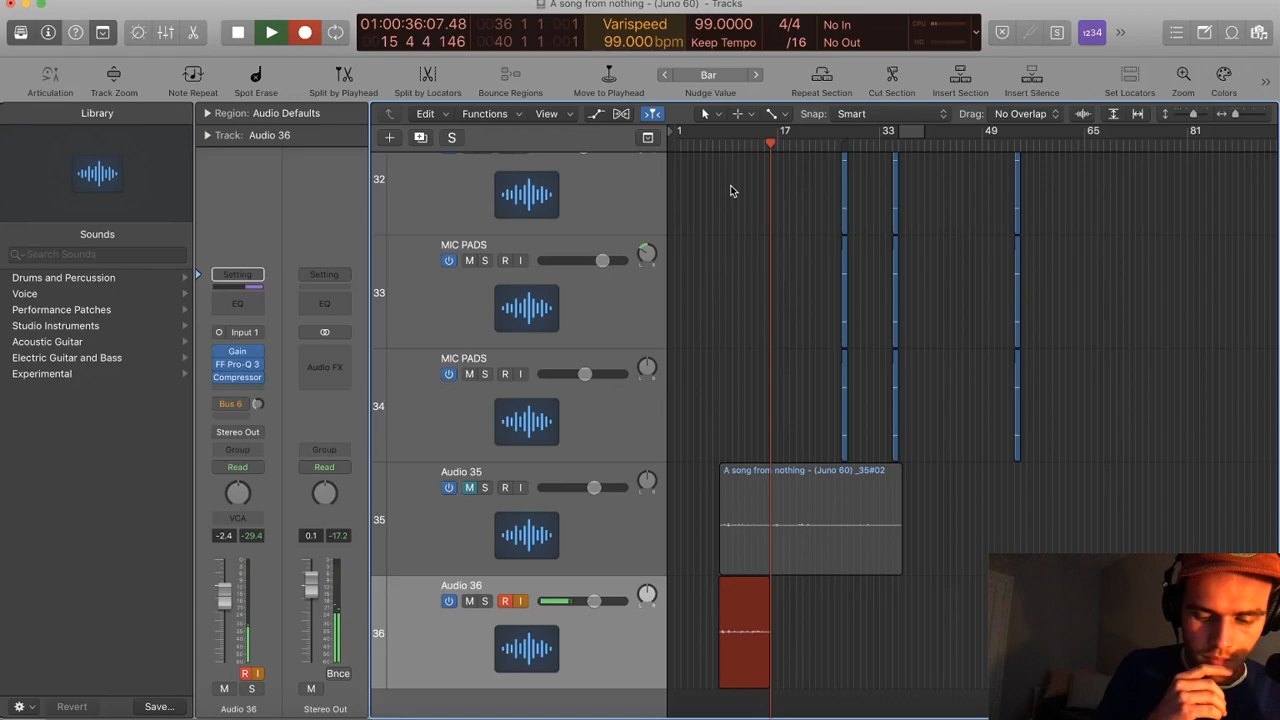 A song from nothing - (Juno 60) - Tracks
01:00:36:07.48
15 4 4 146
36 1 1 1
40 1 1 1
Varispeed
99.000 bpm
99.0000
Keep Tempo
4/4
/16
No In
No Out
CPU
HD
1234
Articulation
Track Zoom
Note Repeat
Spot Erase
Split by Playhead
Split by Locators
Bounce Regions
Move to Playhead
Bar
Nudge Value
Repeat Section
Cut Section
Insert Section
Insert Silence
Set Locators
Zoom
Colors
Library
Region: Audio Defaults
Track: Audio 36
Edit
Functions
View
Snap: Smart
Drag: No Overlap
1
17
33
49
65
81
S
Sounds
Search Sounds
Drums and Percussion
Voice
Performance Patches
Studio Instruments
Acoustic Guitar
Electric Guitar and Bass
Experimental
Revert
Save...
Setting
EQ
Input 1
Gain
FF Pro-Q 3
Compressor
Bus 6
Stereo Out
Group
Read
VCA
-2.4 -29.4
R I
M S
Audio 36
Setting
EQ
Audio FX
Group
Read
0.1 -17.2
Bnce
M
Stereo Out
32
MIC PADS
33
M S R I
L R
MIC PADS
34
M S R I
L R
Audio 35
35
M S R I
L R
A song from nothing - (Juno 60) _35#02
Audio 36
36
M S R I
L R